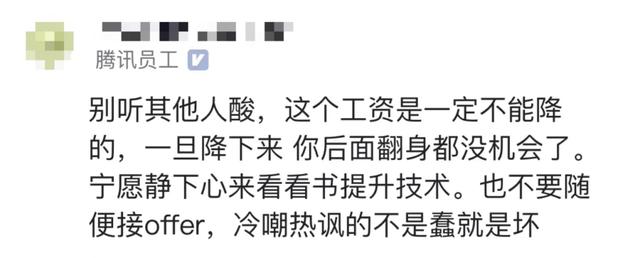 腾讯员工
别听其他人酸，这个工资是一定不能降
的，一旦降下来 你后面翻身都没机会了。
宁愿静下心来看看书提升技术。也不要随
便接offer，冷嘲热讽的不是蠢就是坏